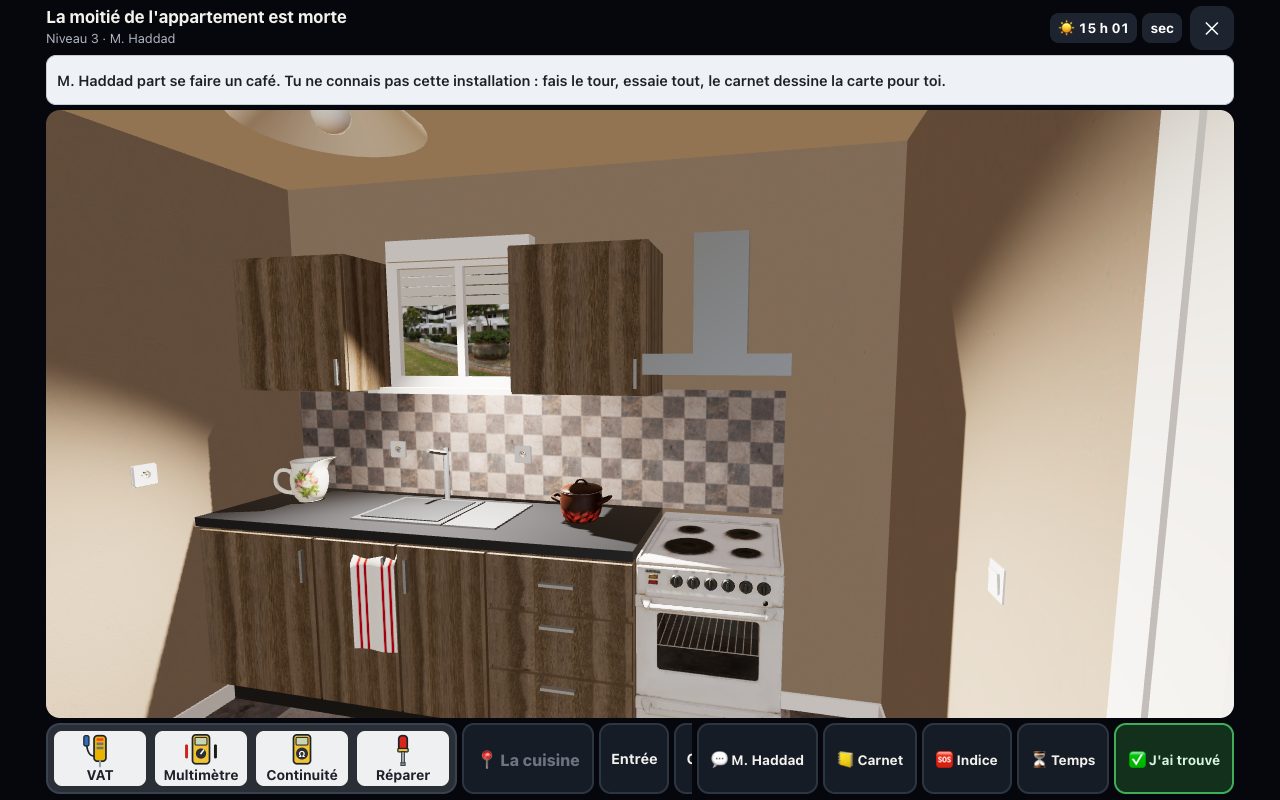 La moitié de l'appartement est morte
Niveau 3 · M. Haddad
15 h 01
sec
M. Haddad part se faire un café. Tu ne connais pas cette installation : fais le tour, essaie tout, le carnet dessine la carte pour toi.
VAT
Multimètre
Continuité
Réparer
La cuisine
Entrée
M. Haddad
Carnet
SOS
Indice
Temps
J'ai trouvé